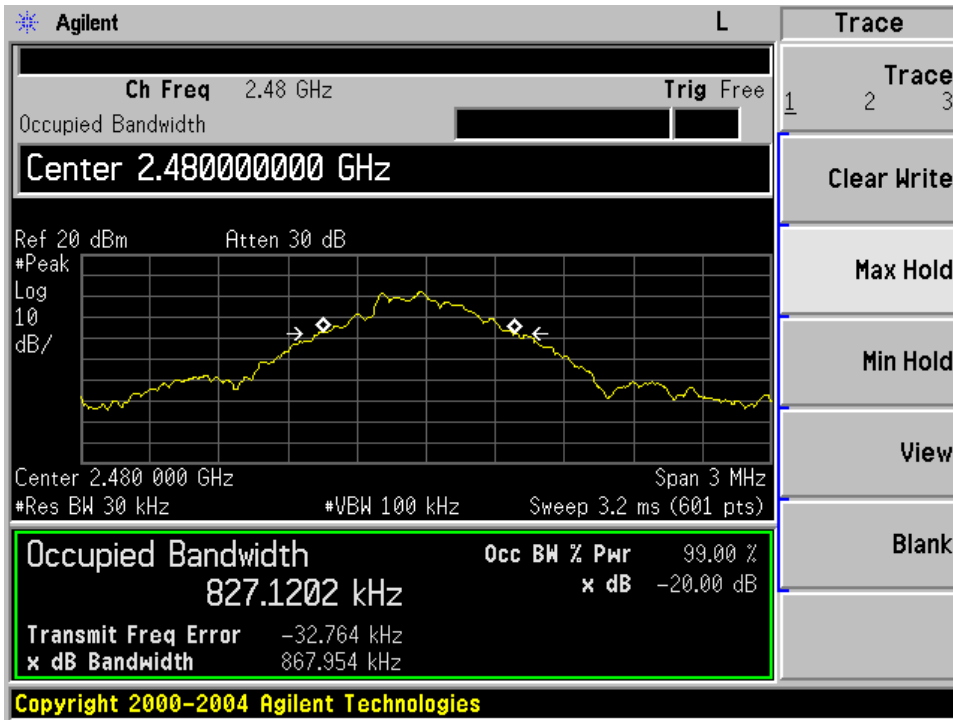 Agilent L Trace
Ch Freq 2.48 GHz Trig Free
Occupied Bandwidth
Center 2.480000000 GHz
Ref 20 dBm Atten 30 dB
#Peak
Log
10
dB/
Center 2.480 000 GHz Span 3 MHz
#Res BW 30 kHz #VBW 100 kHz Sweep 3.2 ms (601 pts)
Occupied Bandwidth Occ BW % Pwr 99.00 %
827.1202 kHz x dB -20.00 dB
Transmit Freq Error -32.764 kHz
x dB Bandwidth 867.954 kHz
Copyright 2000-2004 Agilent Technologies
Trace
1 2 3
Clear Write
Max Hold
Min Hold
View
Blank